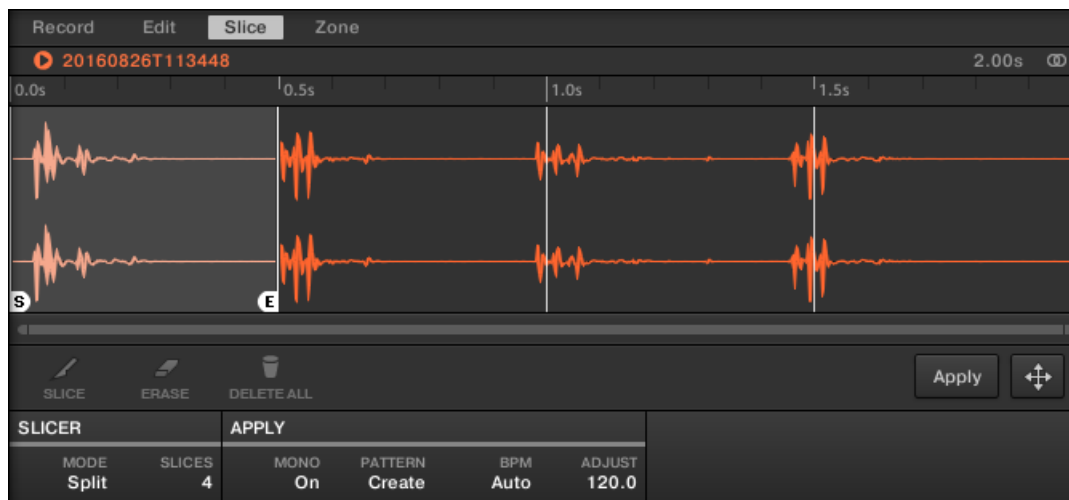 Record Edit Slice Zone
20160826T113448 2.00s
0.0s 0.5s 1.0s 1.5s
S E
SLICE ERASE DELETE ALL Apply
SLICER APPLY
MODE SLICES MONO PATTERN BPM ADJUST
Split 4 On Create Auto 120.0